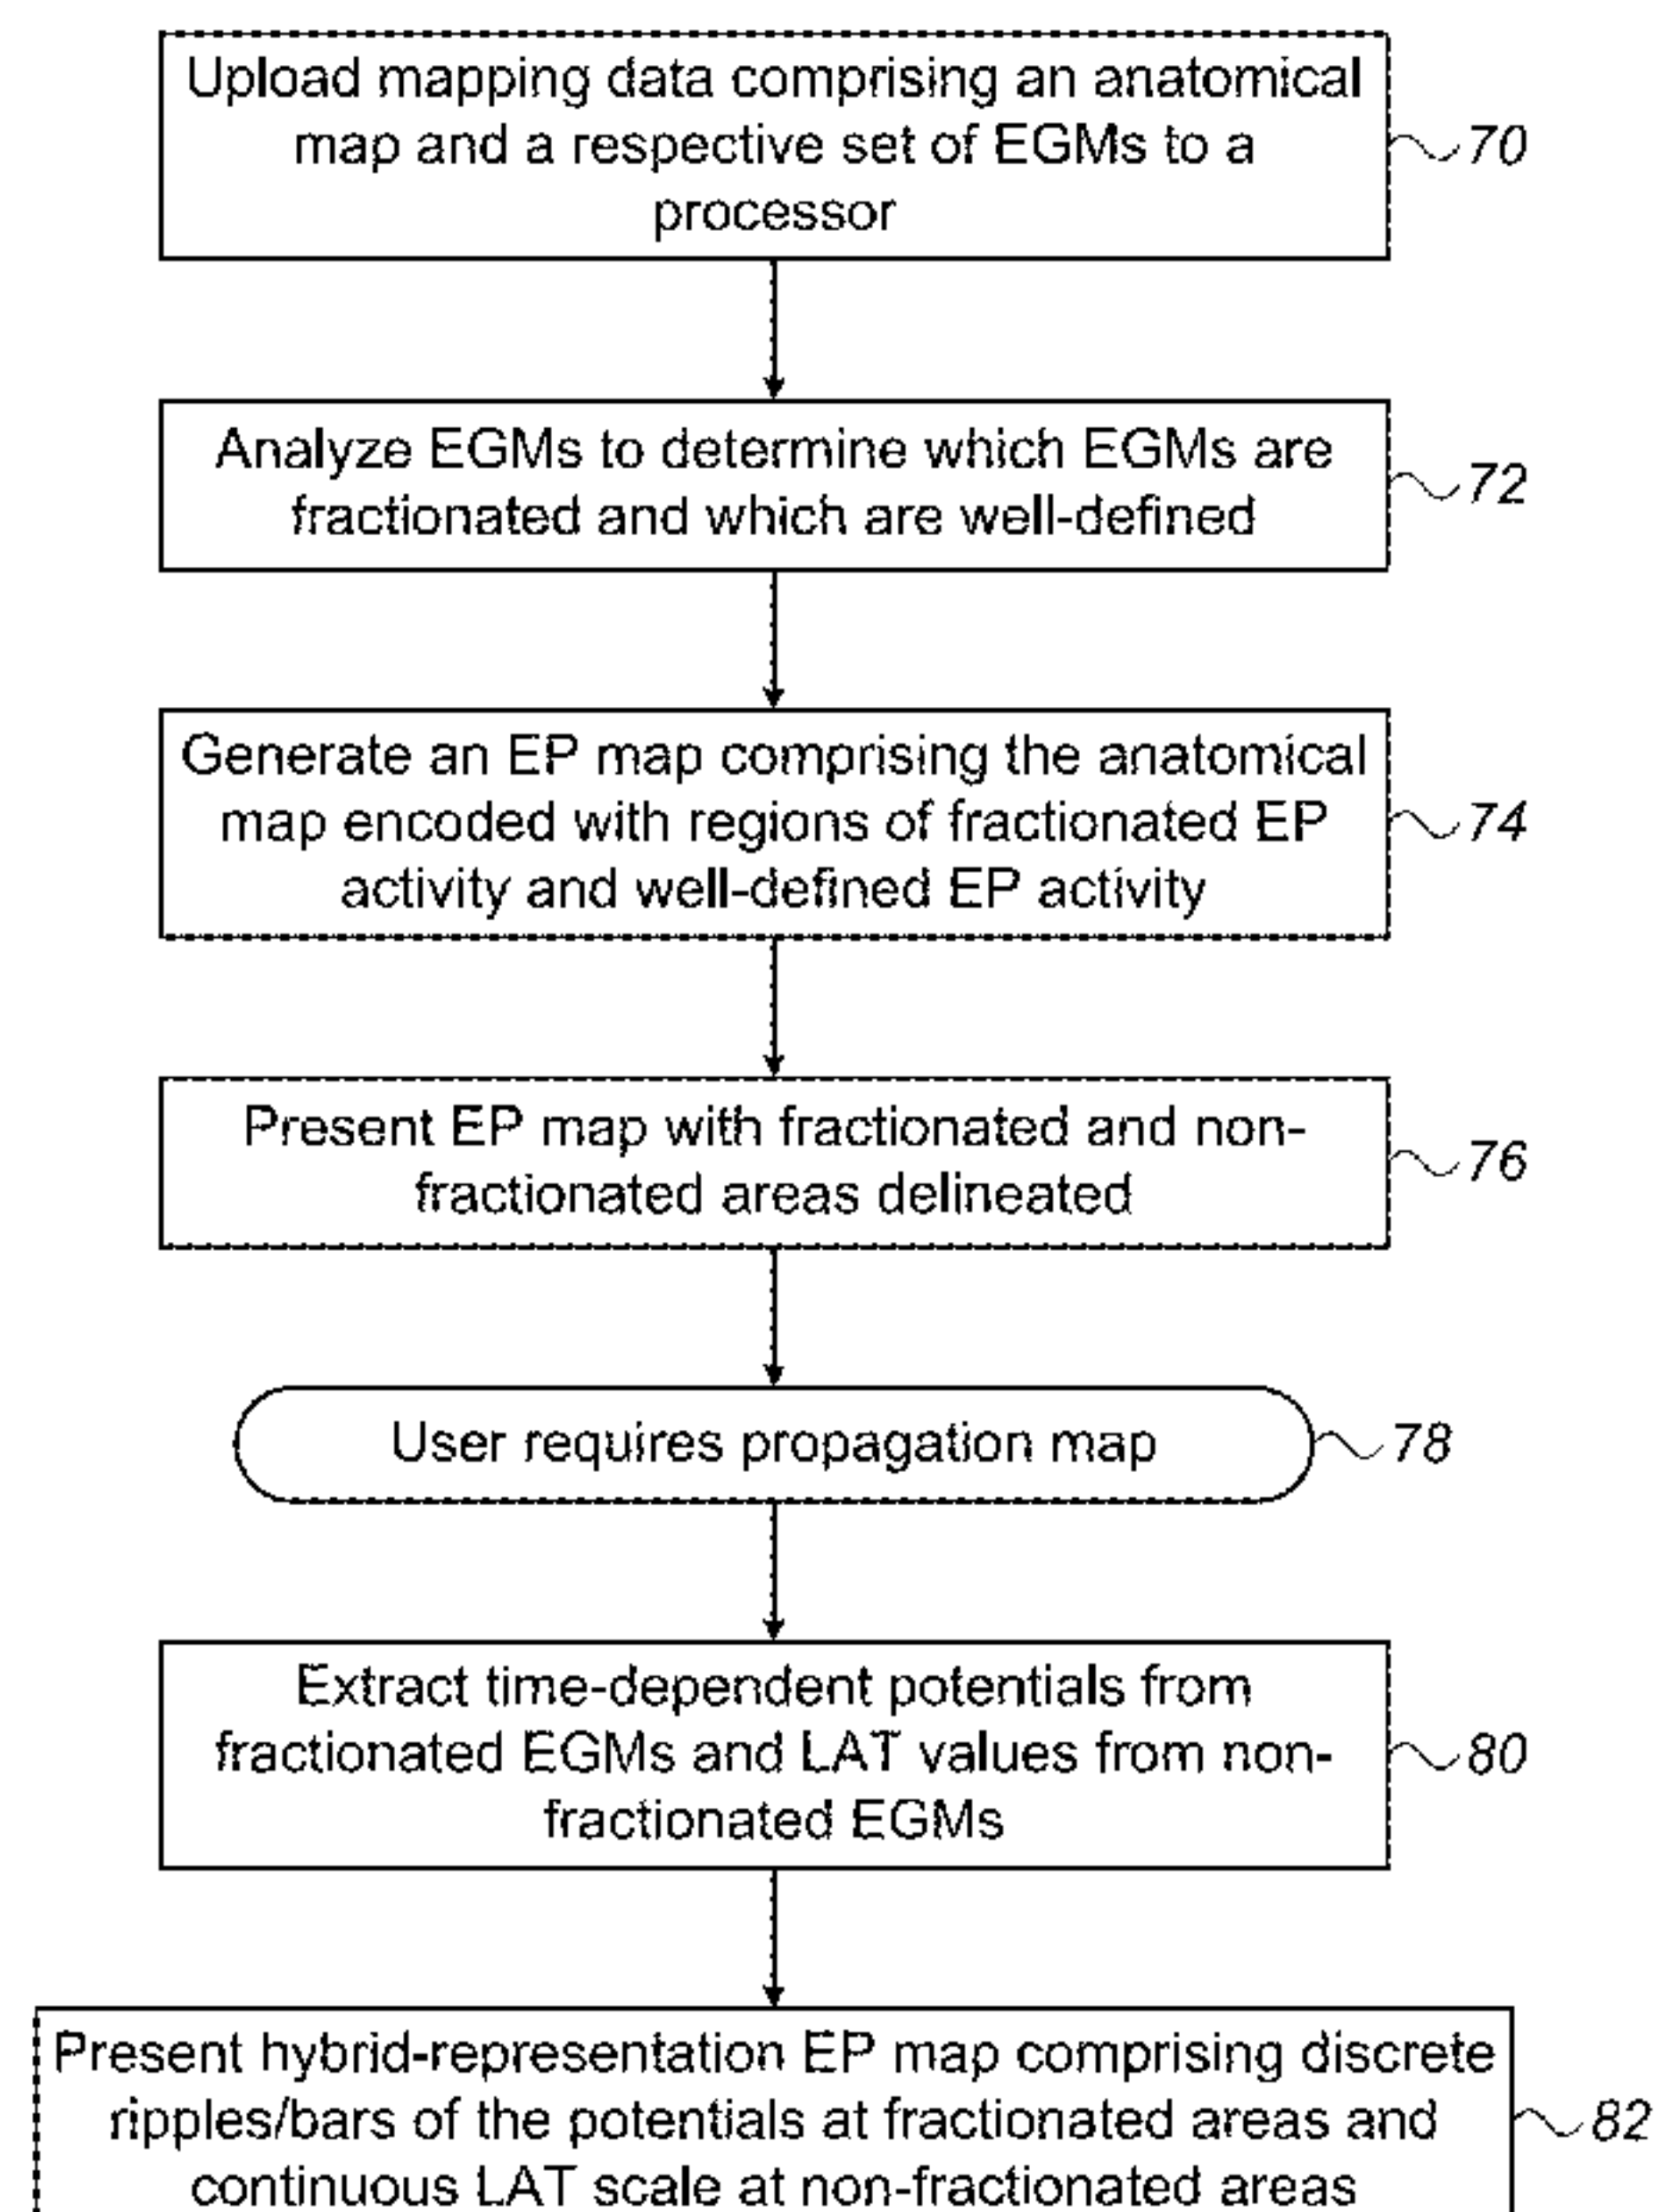 Upload mapping data comprising an anatomical
map and a respective set of EGMs to a
processor
70
Analyze EGMs to determine which EGMs are
fractionated and which are well-defined
72
Generate an EP map comprising the anatomical
map encoded with regions of fractionated EP
activity and well-defined EP activity
74
Present EP map with fractionated and non-
fractionated areas delineated
76
User requires propagation map
78
Extract time-dependent potentials from
fractionated EGMs and LAT values from non-
fractionated EGMs
80
Present hybrid-representation EP map comprising discrete
ripples/bars of the potentials at fractionated areas and
continuous LAT scale at non-fractionated areas
82